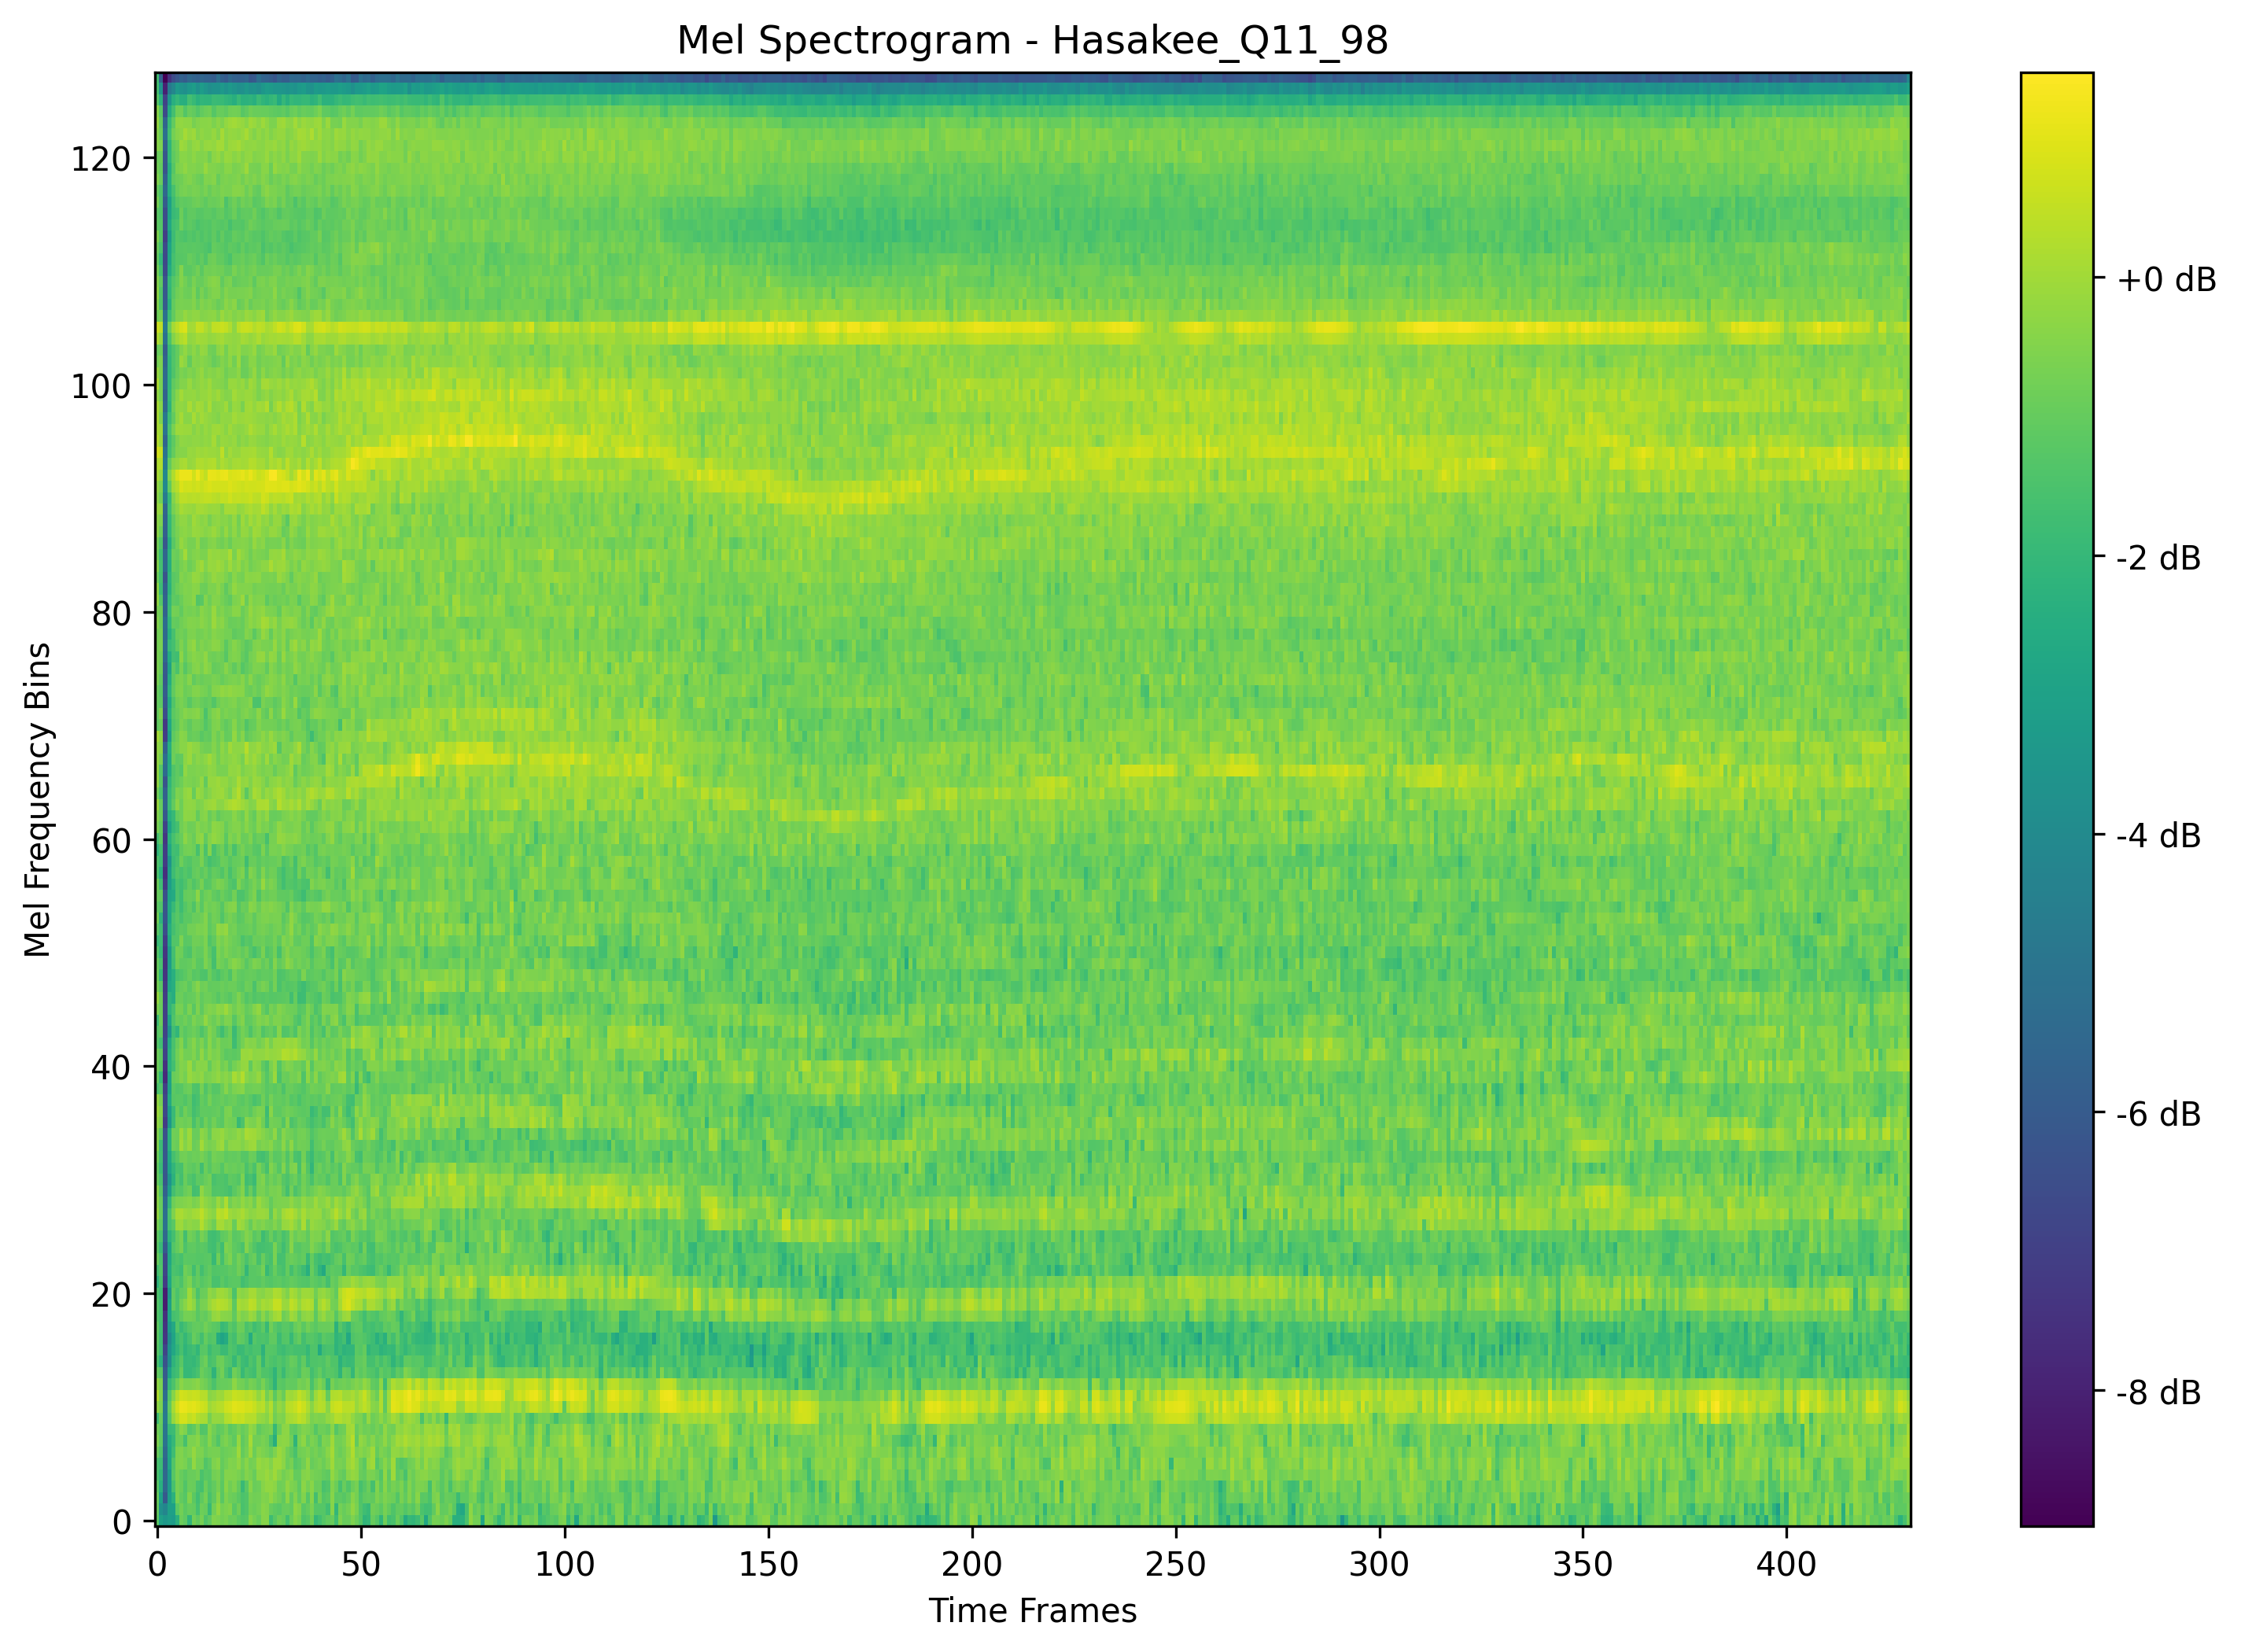 Mel Spectrogram - Hasakee_Q11_98
Mel Frequency Bins
120
100
80
60
40
20
0
0 50 100 150 200 250 300 350 400
Time Frames
+0 dB
-2 dB
-4 dB
-6 dB
-8 dB